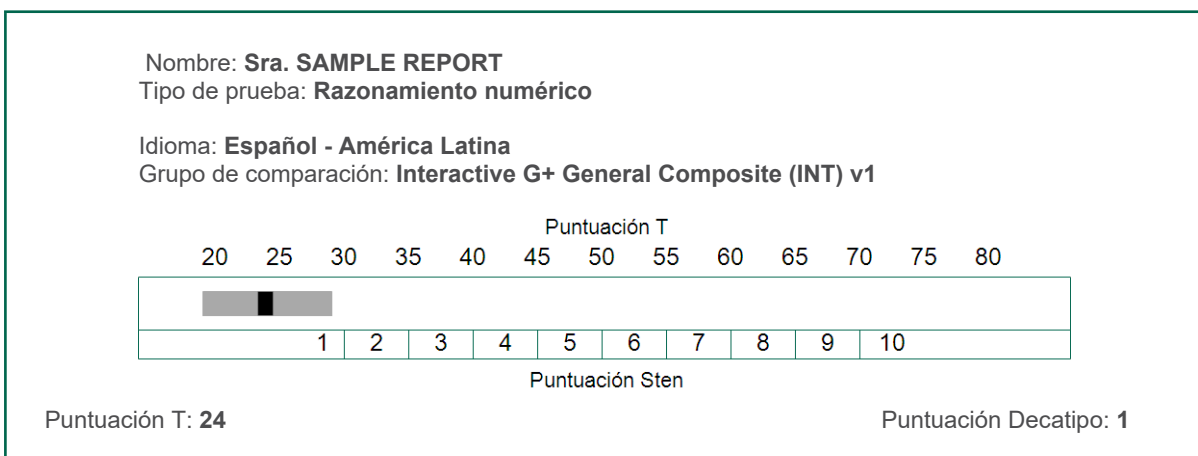 Nombre: Sra. SAMPLE REPORT
Tipo de prueba: Razonamiento numérico
Idioma: Español - América Latina
Grupo de comparación: Interactive G+ General Composite (INT) v1
Puntuación T
20 25 30 35 40 45 50 55 60 65 70 75 80
1 2 3 4 5 6 7 8 9 10
Puntuación Sten
Puntuación T: 24 Puntuación Decatipo: 1